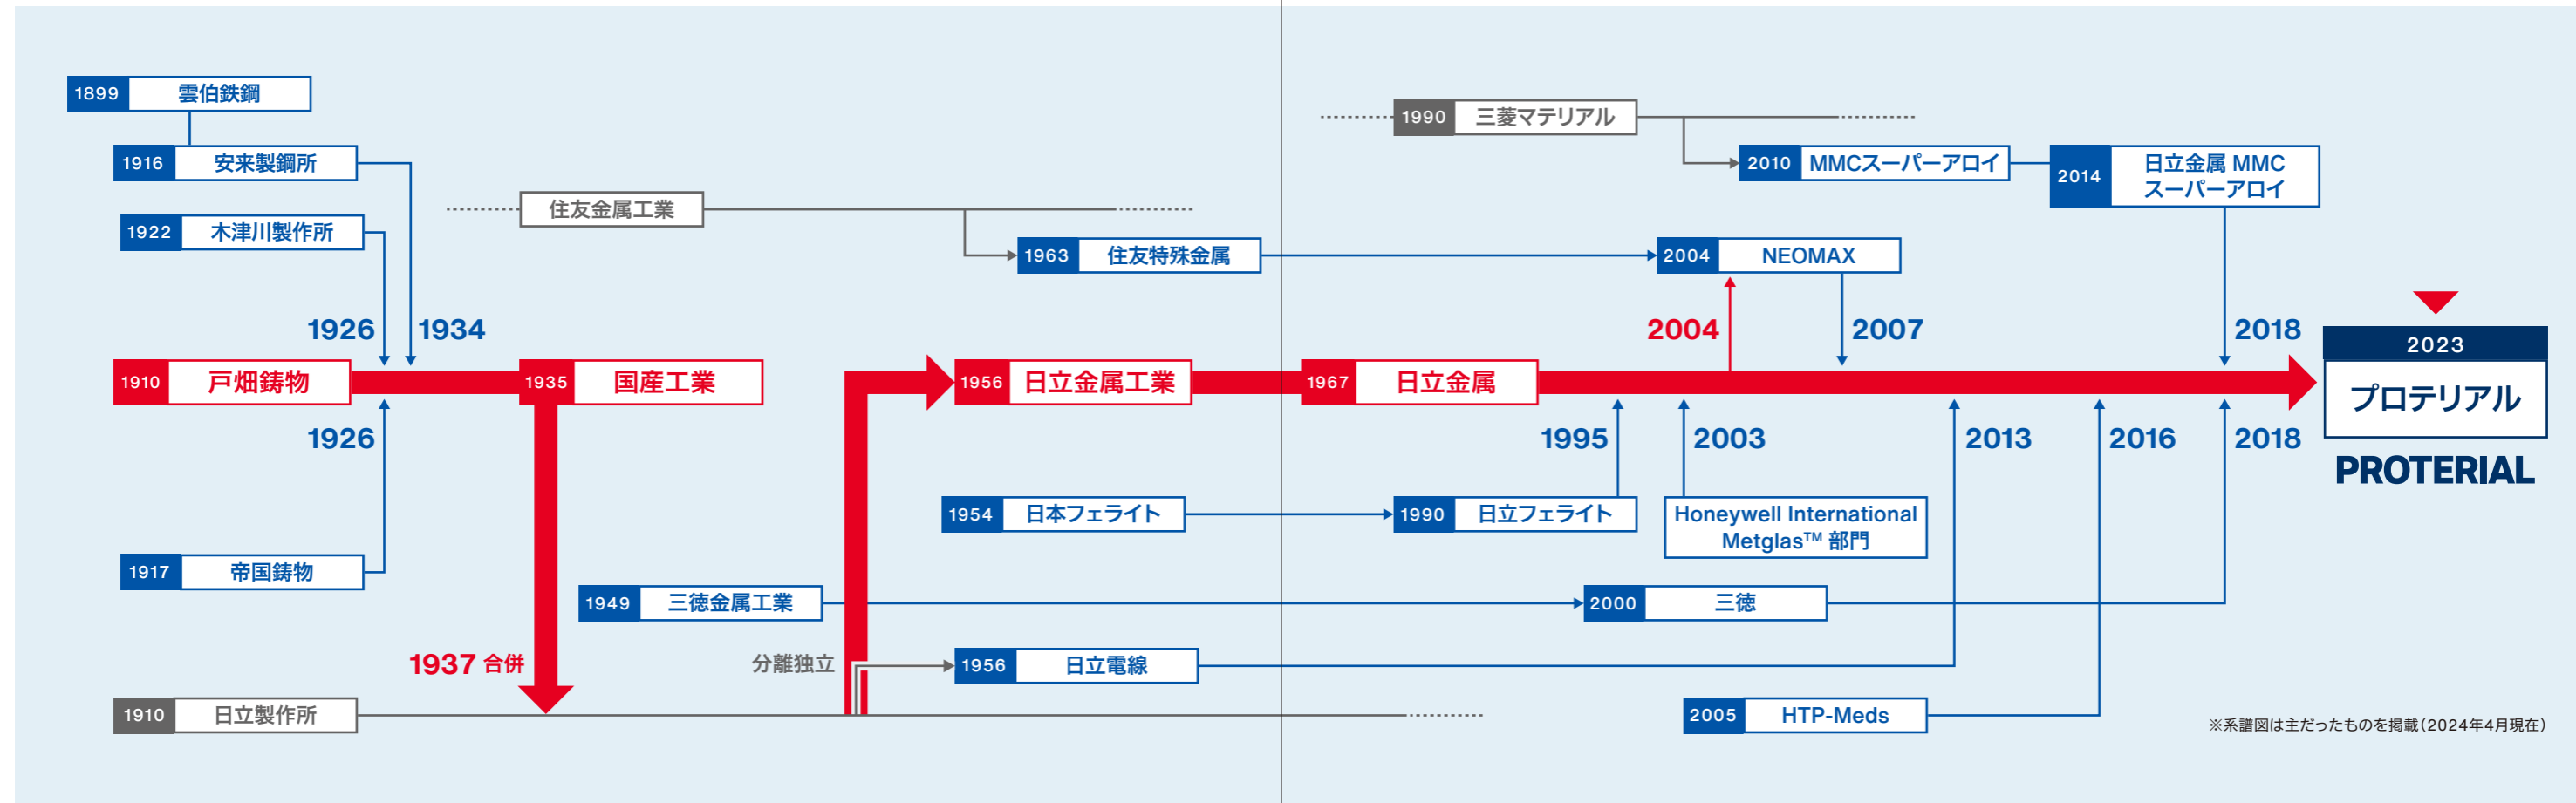 1899 雲伯鉄鋼
1916 安来製鋼所
1922 木津川製作所
1926
1934
1910 戸畑鋳物
1935 国産工業
1926
1917 帝国鋳物
1937 合併
1910 日立製作所
住友金属工業
1963 住友特殊金属
1956 日立金属工業
1954 日本フェライト
1949 三徳金属工業
分離独立
1956 日立電線
1990 三菱マテリアル
2010 MMCスーパーアロイ
2014 日立金属 MMC
スーパーアロイ
2004 NEOMAX
2004
2007
2018
1967 日立金属
1995
2003
2013
2016
2018
1990 日立フェライト
Honeywell International
Metglas™ 部門
2000 三徳
2005 HTP-Meds
2023
プロテリアル
PROTERIAL
※系譜図は主だったものを掲載(2024年4月現在)